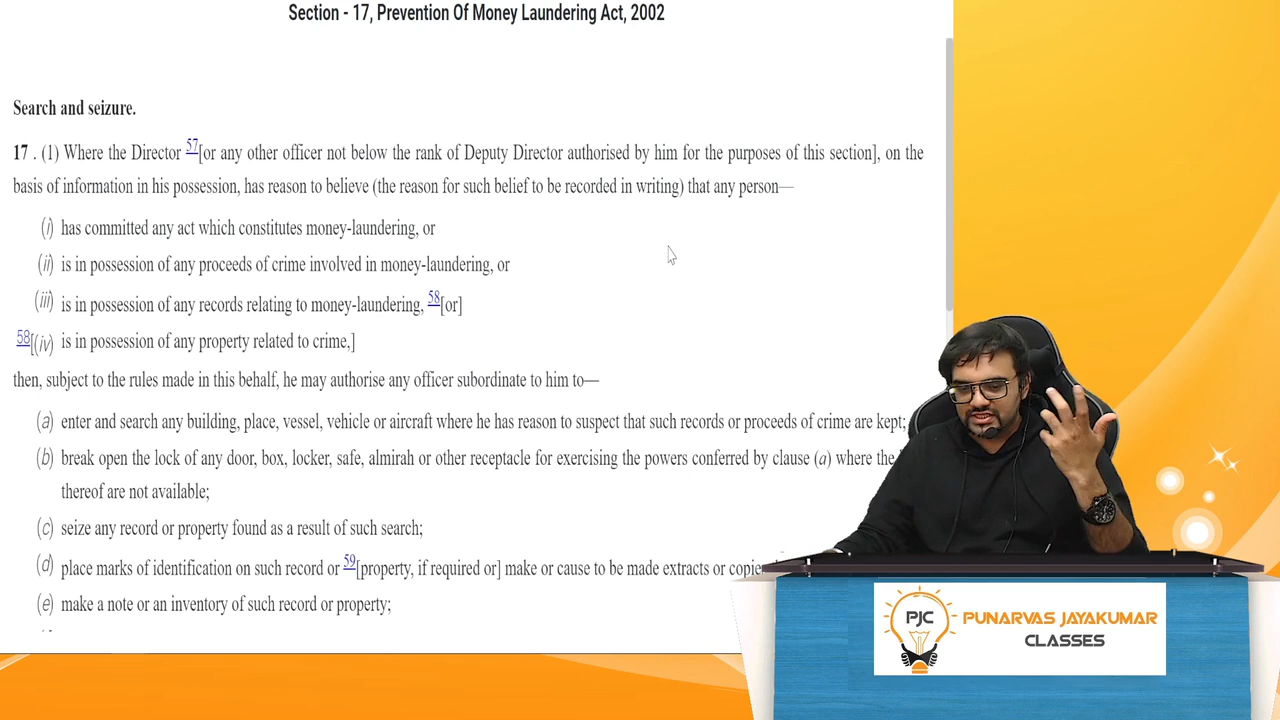 Section - 17, Prevention Of Money Laundering Act, 2002
Search and seizure.
17 . (1) Where the Director 57[or any other officer not below the rank of Deputy Director authorised by him for the purposes of this section], on the
basis of information in his possession, has reason to believe (the reason for such belief to be recorded in writing) that any person—
(i) has committed any act which constitutes money-laundering, or
(ii) is in possession of any proceeds of crime involved in money-laundering, or
(iii) is in possession of any records relating to money-laundering, 58[or]
58[(iv) is in possession of any property related to crime,]
then, subject to the rules made in this behalf, he may authorise any officer subordinate to him to—
(a) enter and search any building, place, vessel, vehicle or aircraft where he has reason to suspect that such records or proceeds of crime are kept;
(b) break open the lock of any door, box, locker, safe, almirah or other receptacle for exercising the powers conferred by clause (a) where the
thereof are not available;
(c) seize any record or property found as a result of such search;
(d) place marks of identification on such record or 59[property, if required or] make or cause to be made extracts or copie
(e) make a note or an inventory of such record or property;
PJC
PUNARVAS JAYAKUMAR
CLASSES